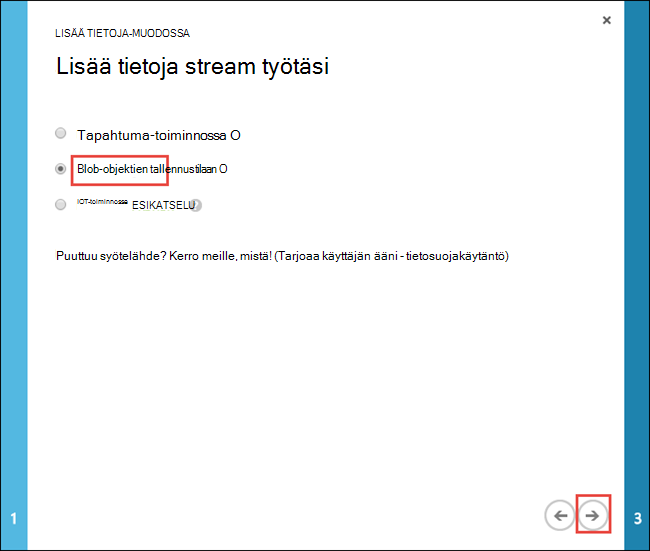 LISÄÄ TIETOJA-MUODOSSA
Lisää tietoja stream työtäsi
Tapahtuma-toiminnossa O
Blob-objektien tallennustilaan O
IOT-toiminnossa ESIKATSELU ?
Puuttuu syötelähde? Kerro meille, mistä! (Tarjoaa käyttäjän ääni - tietosuojakäytäntö)
1
3